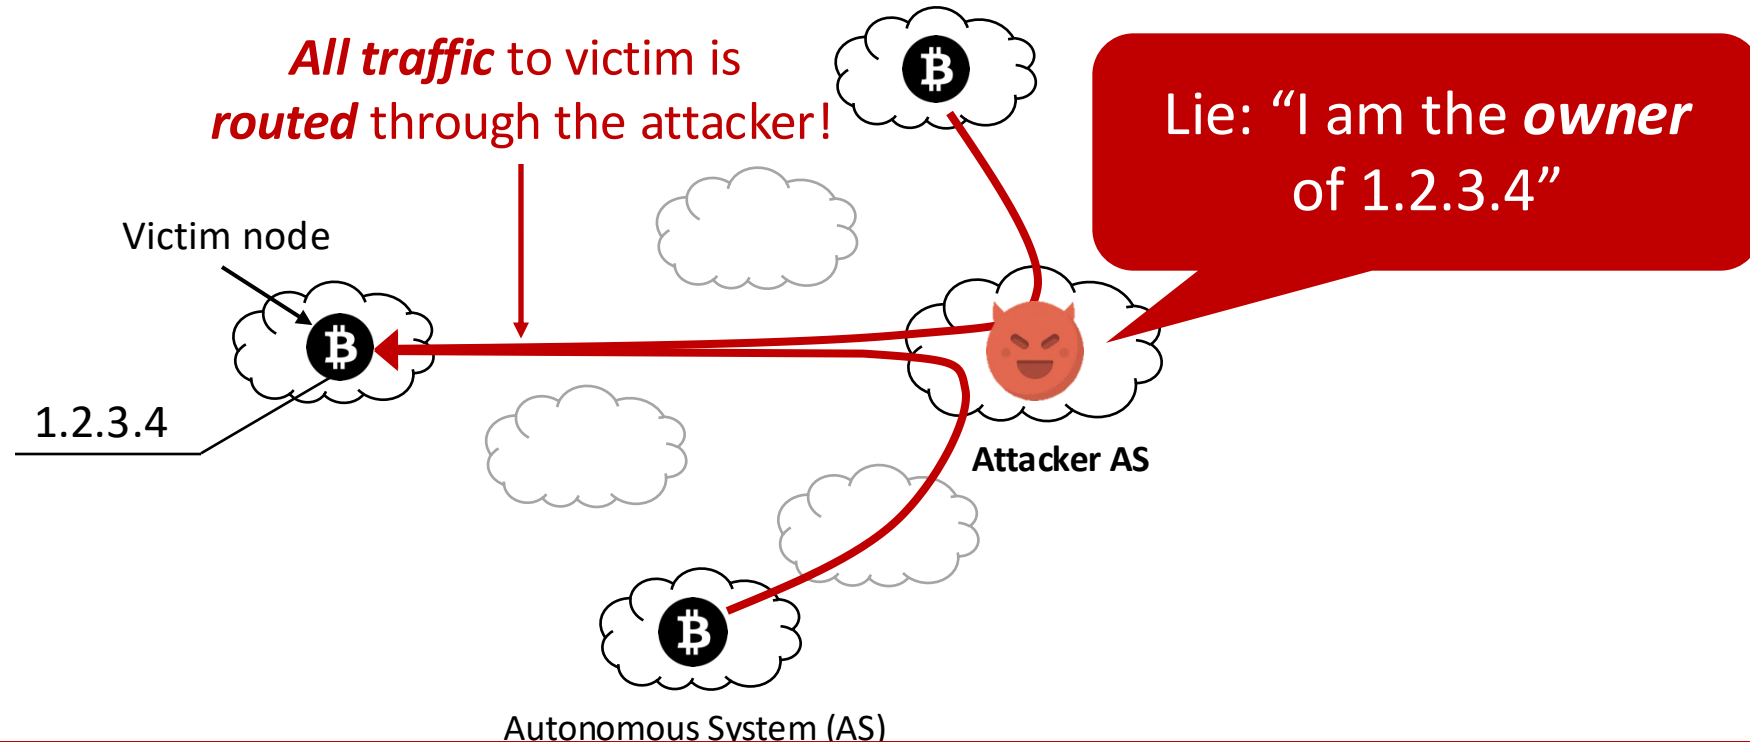 All traffic to victim is
routed through the attacker!
Lie: “I am the owner
of 1.2.3.4”
Victim node
1.2.3.4
Attacker AS
Autonomous System (AS)